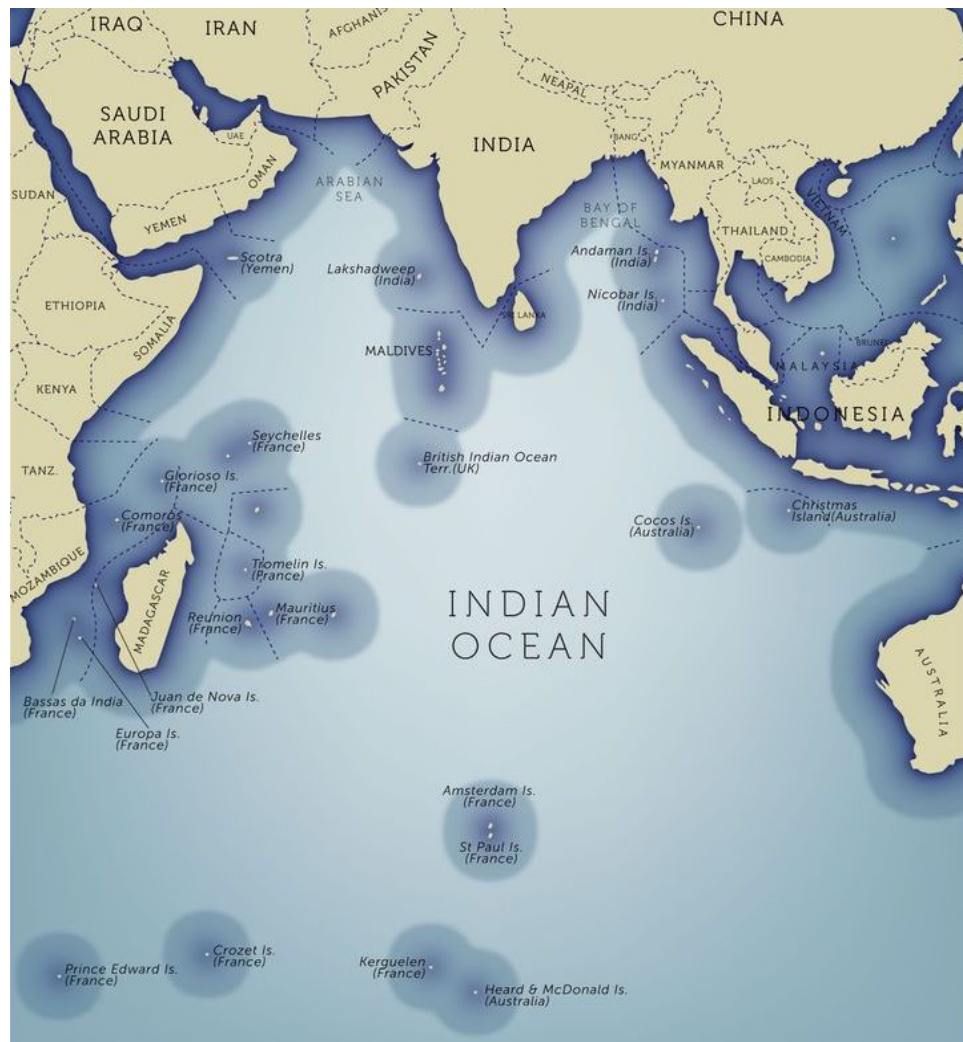 IRAQ
IRAN
AFGHANIS
CHINA
PAKISTAN
NEAPAL
SAUDI
ARABIA
UAE
OMAN
INDIA
BANG
MYANMAR
LAOS
VIETNAM
SUDAN
ARABIAN
SEA
YEMEN
BAY OF
BENGAL
THAILAND
CAMBODIA
Scotra
(Yemen)
Lakshadweep
(India)
Andaman Is.
(India)
Nicobar Is.
(India)
ETHIOPIA
SOMALIA
SRI LANKA
MALDIVES
BRUNEI
MALAYSIA
KENYA
INDONESIA
Seychelles
(France)
British Indian Ocean
Terr.(UK)
TANZ.
Glorioso Is.
(France)
Comoros
(France)
Cocos Is.
(Australia)
Christmas
Island(Australia)
MOZAMBIQUE
MADAGASCAR
Tromelin Is.
(France)
Reunion
(France)
Mauritius
(France)
INDIAN
OCEAN
AUSTRALIA
Bassas da India
(France)
Juan de Nova Is.
(France)
Europa Is.
(France)
Amsterdam Is.
(France)
St Paul Is.
(France)
Prince Edward Is.
(France)
Crozet Is.
(France)
Kerguelen
(France)
Heard & McDonald Is.
(Australia)